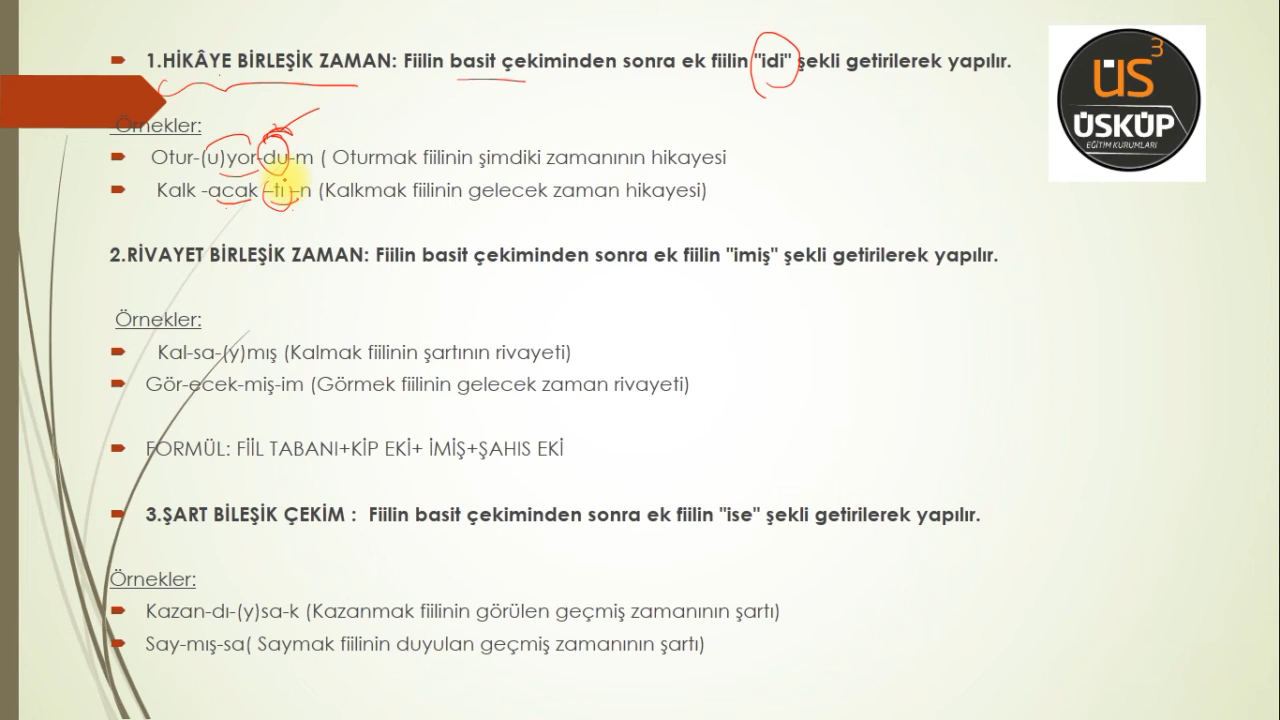 1.HİKÂYE BİRLEŞİK ZAMAN: Fiilin basit çekiminden sonra ek fiilin "idi" şekli getirilerek yapılır.
Örnekler:
Otur-(u)yor-du-m ( Oturmak fiilinin şimdiki zamanının hikayesi
Kalk -acak –tı –n (Kalkmak fiilinin gelecek zaman hikayesi)
2.RİVAYET BİRLEŞİK ZAMAN: Fiilin basit çekiminden sonra ek fiilin "imiş" şekli getirilerek yapılır.
Örnekler:
Kal-sa-(y)mış (Kalmak fiilinin şartının rivayeti)
Gör-ecek-miş-im (Görmek fiilinin gelecek zaman rivayeti)
FORMÜL: FİİL TABANI+KİP EKİ+ İMİŞ+ŞAHIS EKİ
3.ŞART BİLEŞİK ÇEKİM : Fiilin basit çekiminden sonra ek fiilin "ise" şekli getirilerek yapılır.
Örnekler:
Kazan-dı-(y)sa-k (Kazanmak fiilinin görülen geçmiş zamanının şartı)
Say-mış-sa( Saymak fiilinin duyulan geçmiş zamanının şartı)
üs3
ÜSKÜP
EĞİTİM KURUMLARI